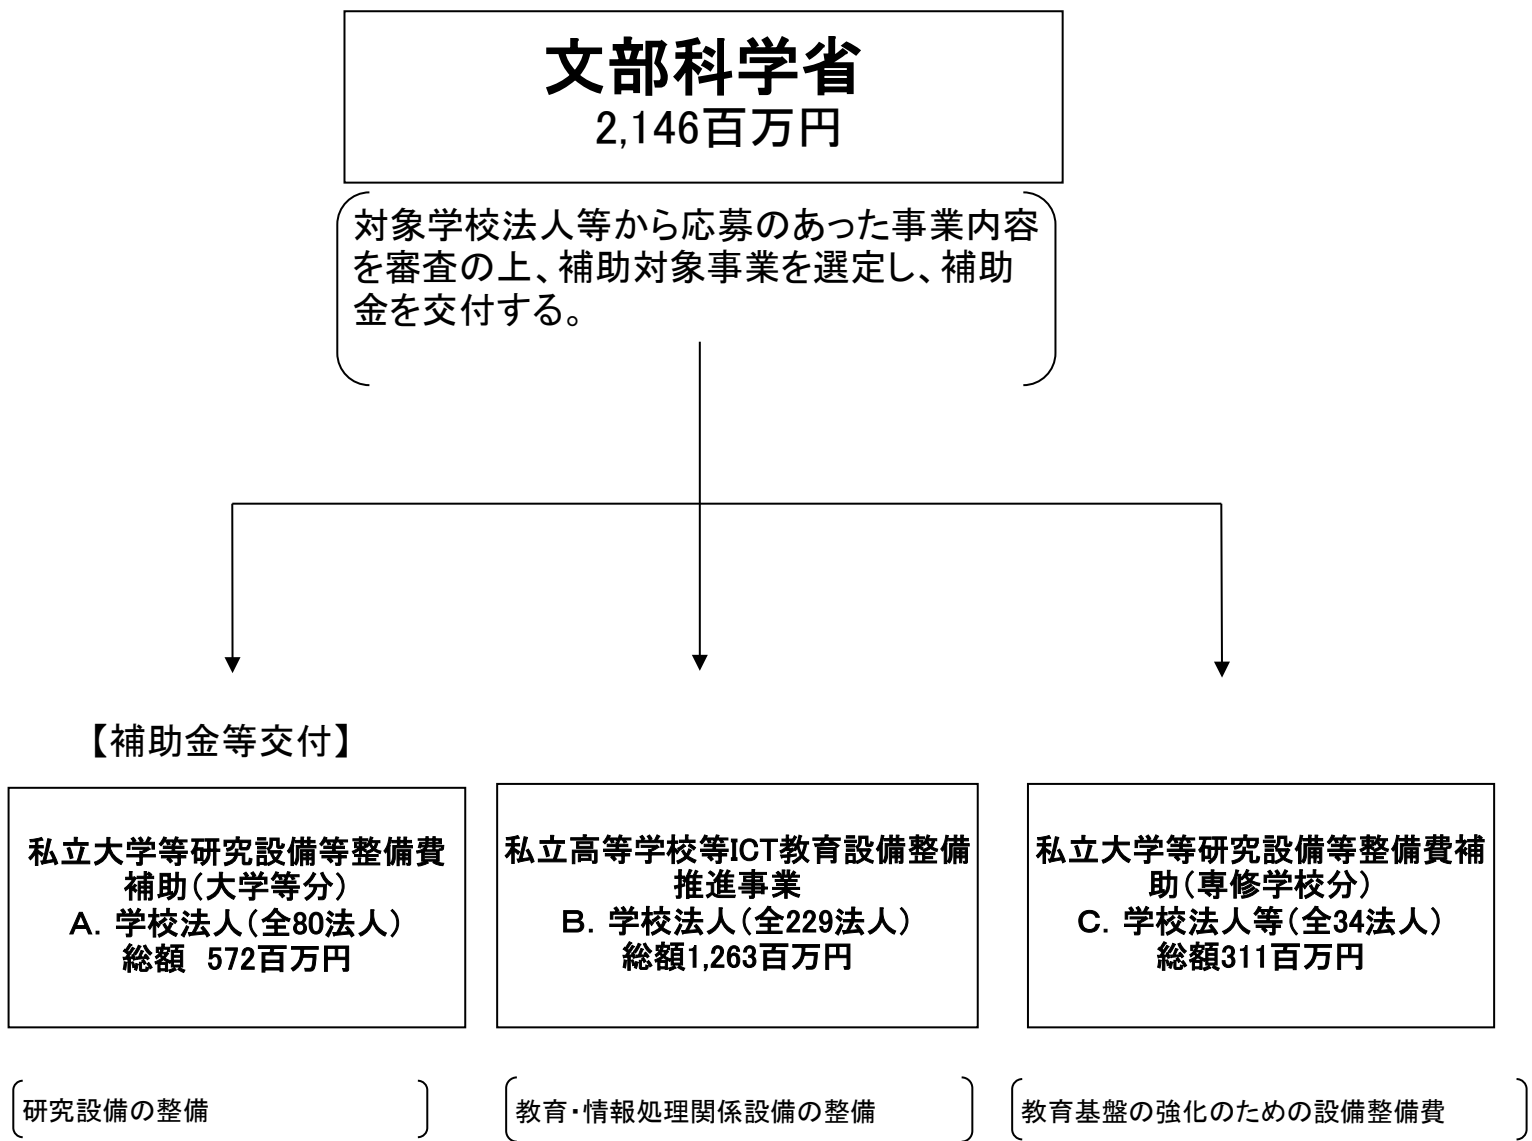 文部科学省
2,146百万円
対象学校法人等から応募のあった事業内容
を審査の上、補助対象事業を選定し、補助
金を交付する。
【補助金等交付】
私立大学等研究設備等整備費
補助（大学等分）
A．学校法人（全80法人）
総額　572百万円
私立高等学校等ICT教育設備整備
推進事業
B．学校法人（全229法人）
総額1,263百万円
私立大学等研究設備等整備費補
助（専修学校分）
C．学校法人等（全34法人）
総額311百万円
研究設備の整備
教育・情報処理関係設備の整備
教育基盤の強化のための設備整備費